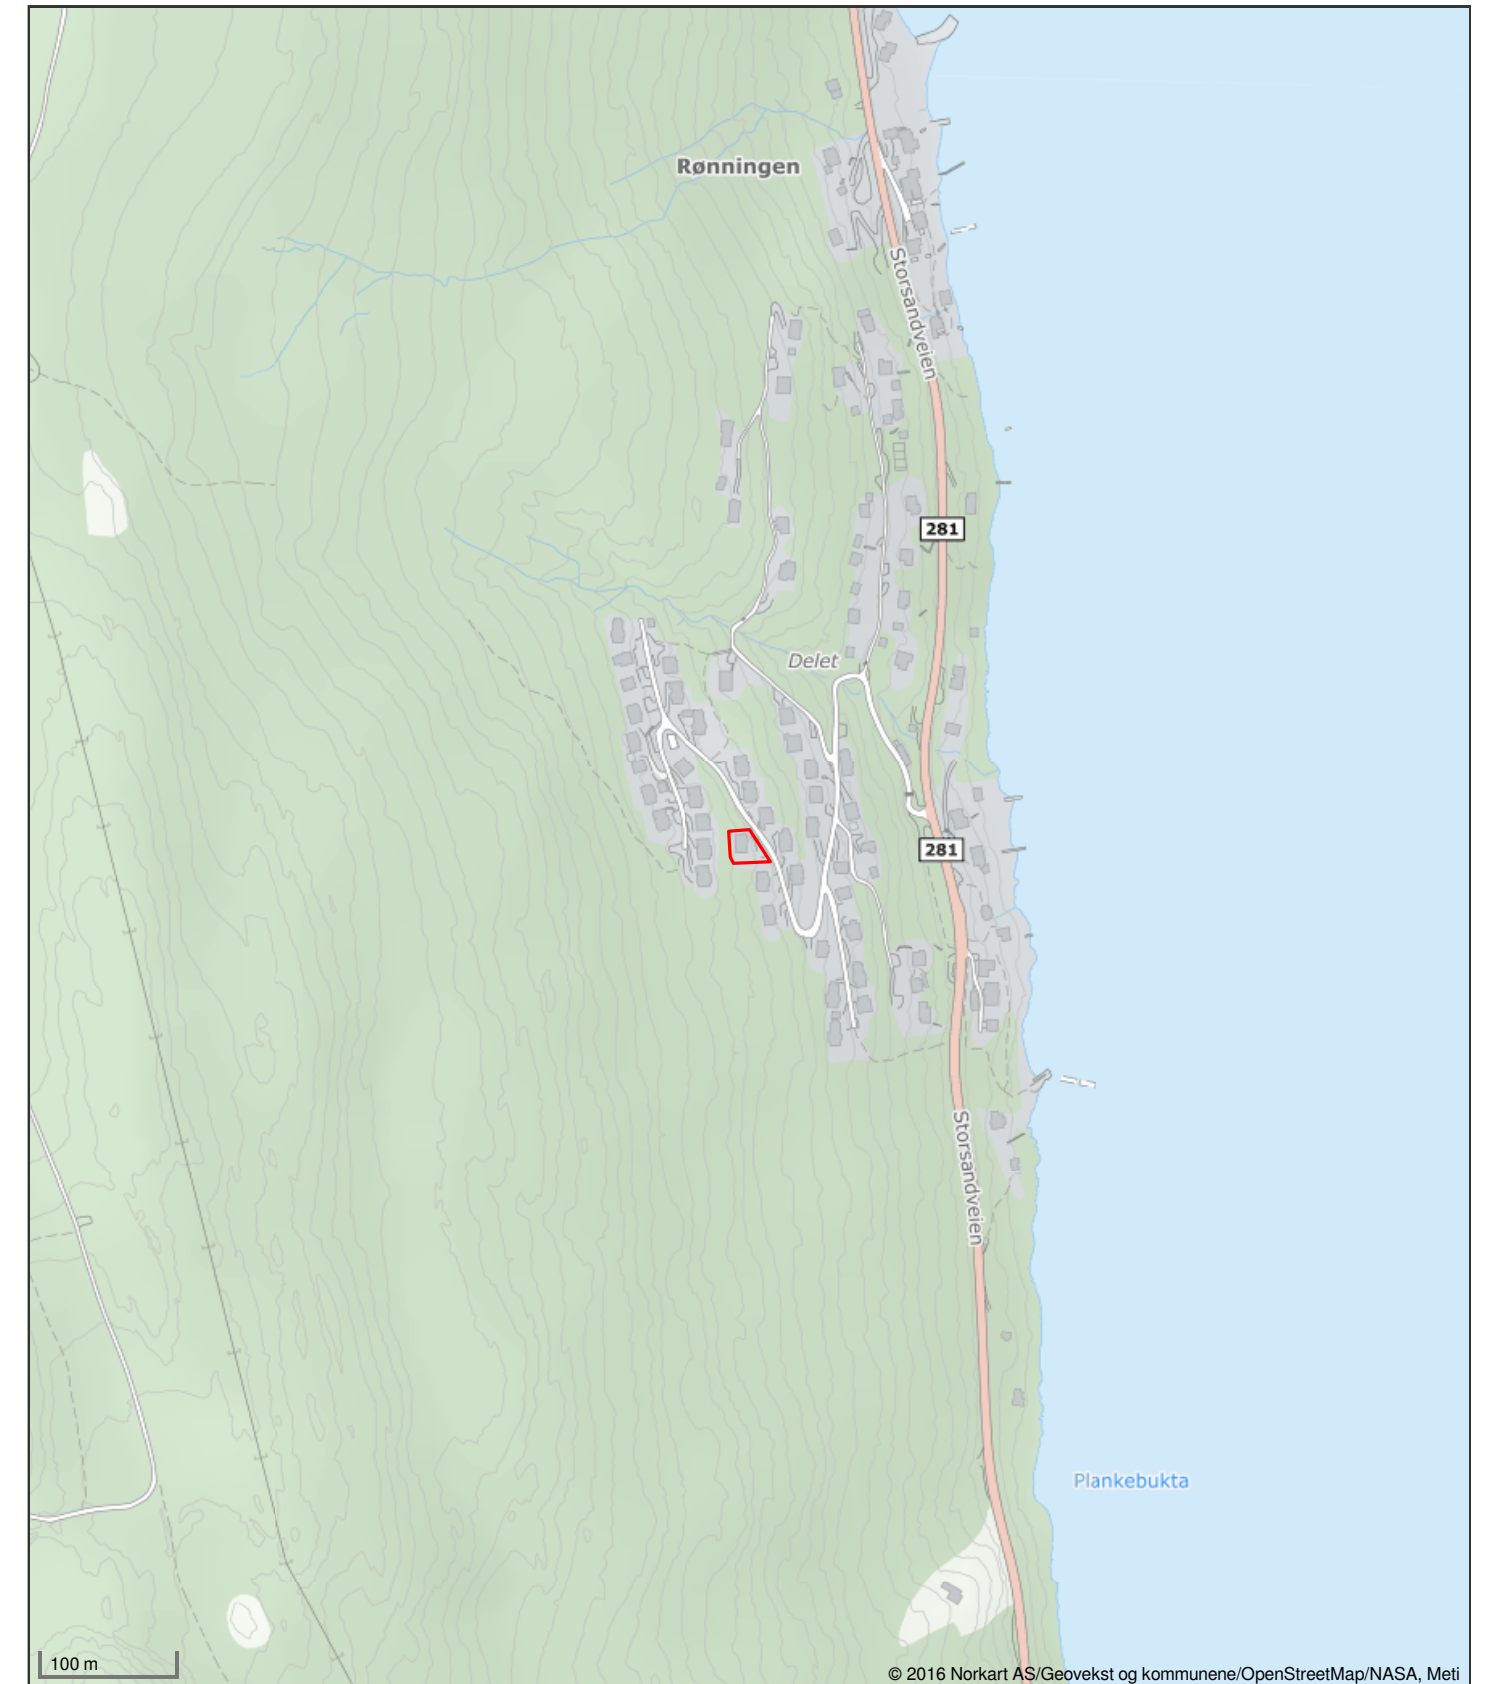 Rønningen
Storsandveien
281
Delet
281
Storsandveien
Plankebukta
100 m
© 2016 Norkart AS/Geovekst og kommunene/OpenStreetMap/NASA, Meti